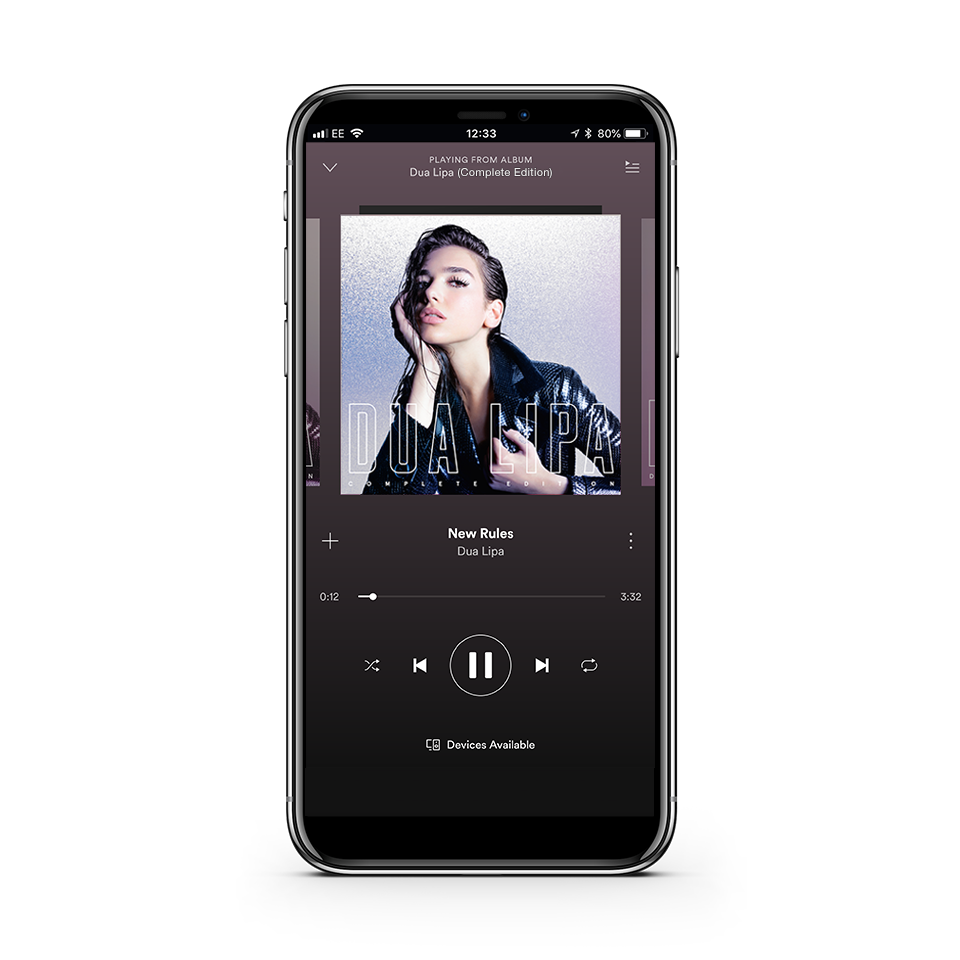 EE 12:33 80%
PLAYING FROM ALBUM
Dua Lipa (Complete Edition)
DUA LIPA
COMPLETE EDITION
New Rules
Dua Lipa
0:12 3:32
Devices Available